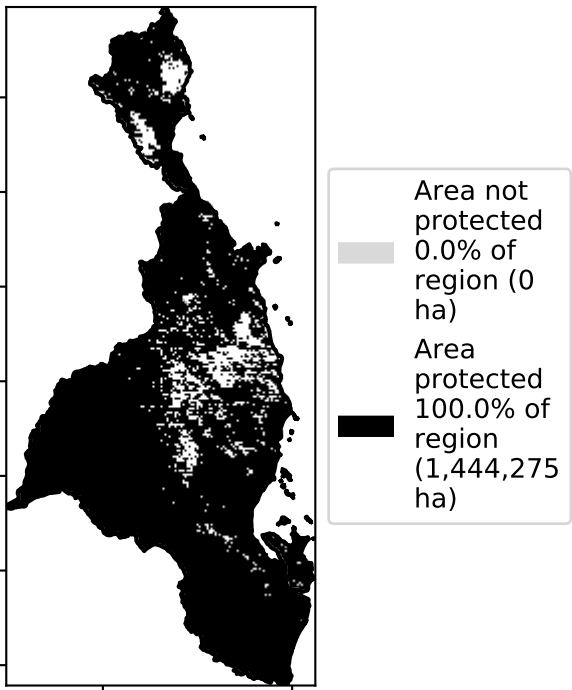 Area not
protected
0.0% of
region (0
ha)
Area
protected
100.0% of
region
(1,444,275
ha)